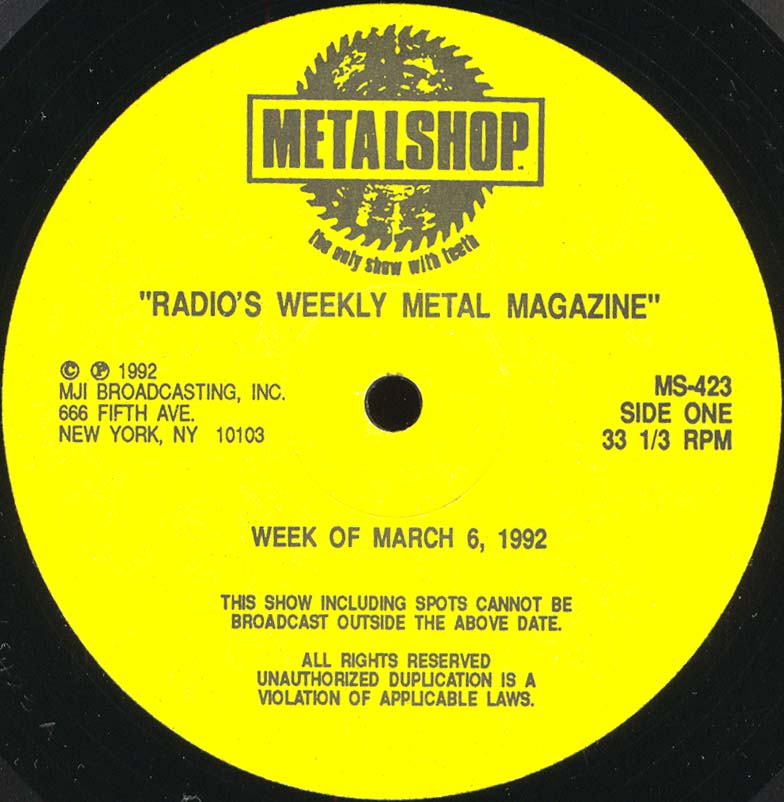 METALSHOP™
the only show with teeth
"RADIO'S WEEKLY METAL MAGAZINE"
© ℗ 1992
MJI BROADCASTING, INC.
666 FIFTH AVE.
NEW YORK, NY 10103
MS-423
SIDE ONE
33 1/3 RPM
WEEK OF MARCH 6, 1992
THIS SHOW INCLUDING SPOTS CANNOT BE
BROADCAST OUTSIDE THE ABOVE DATE.
ALL RIGHTS RESERVED
UNAUTHORIZED DUPLICATION IS A
VIOLATION OF APPLICABLE LAWS.